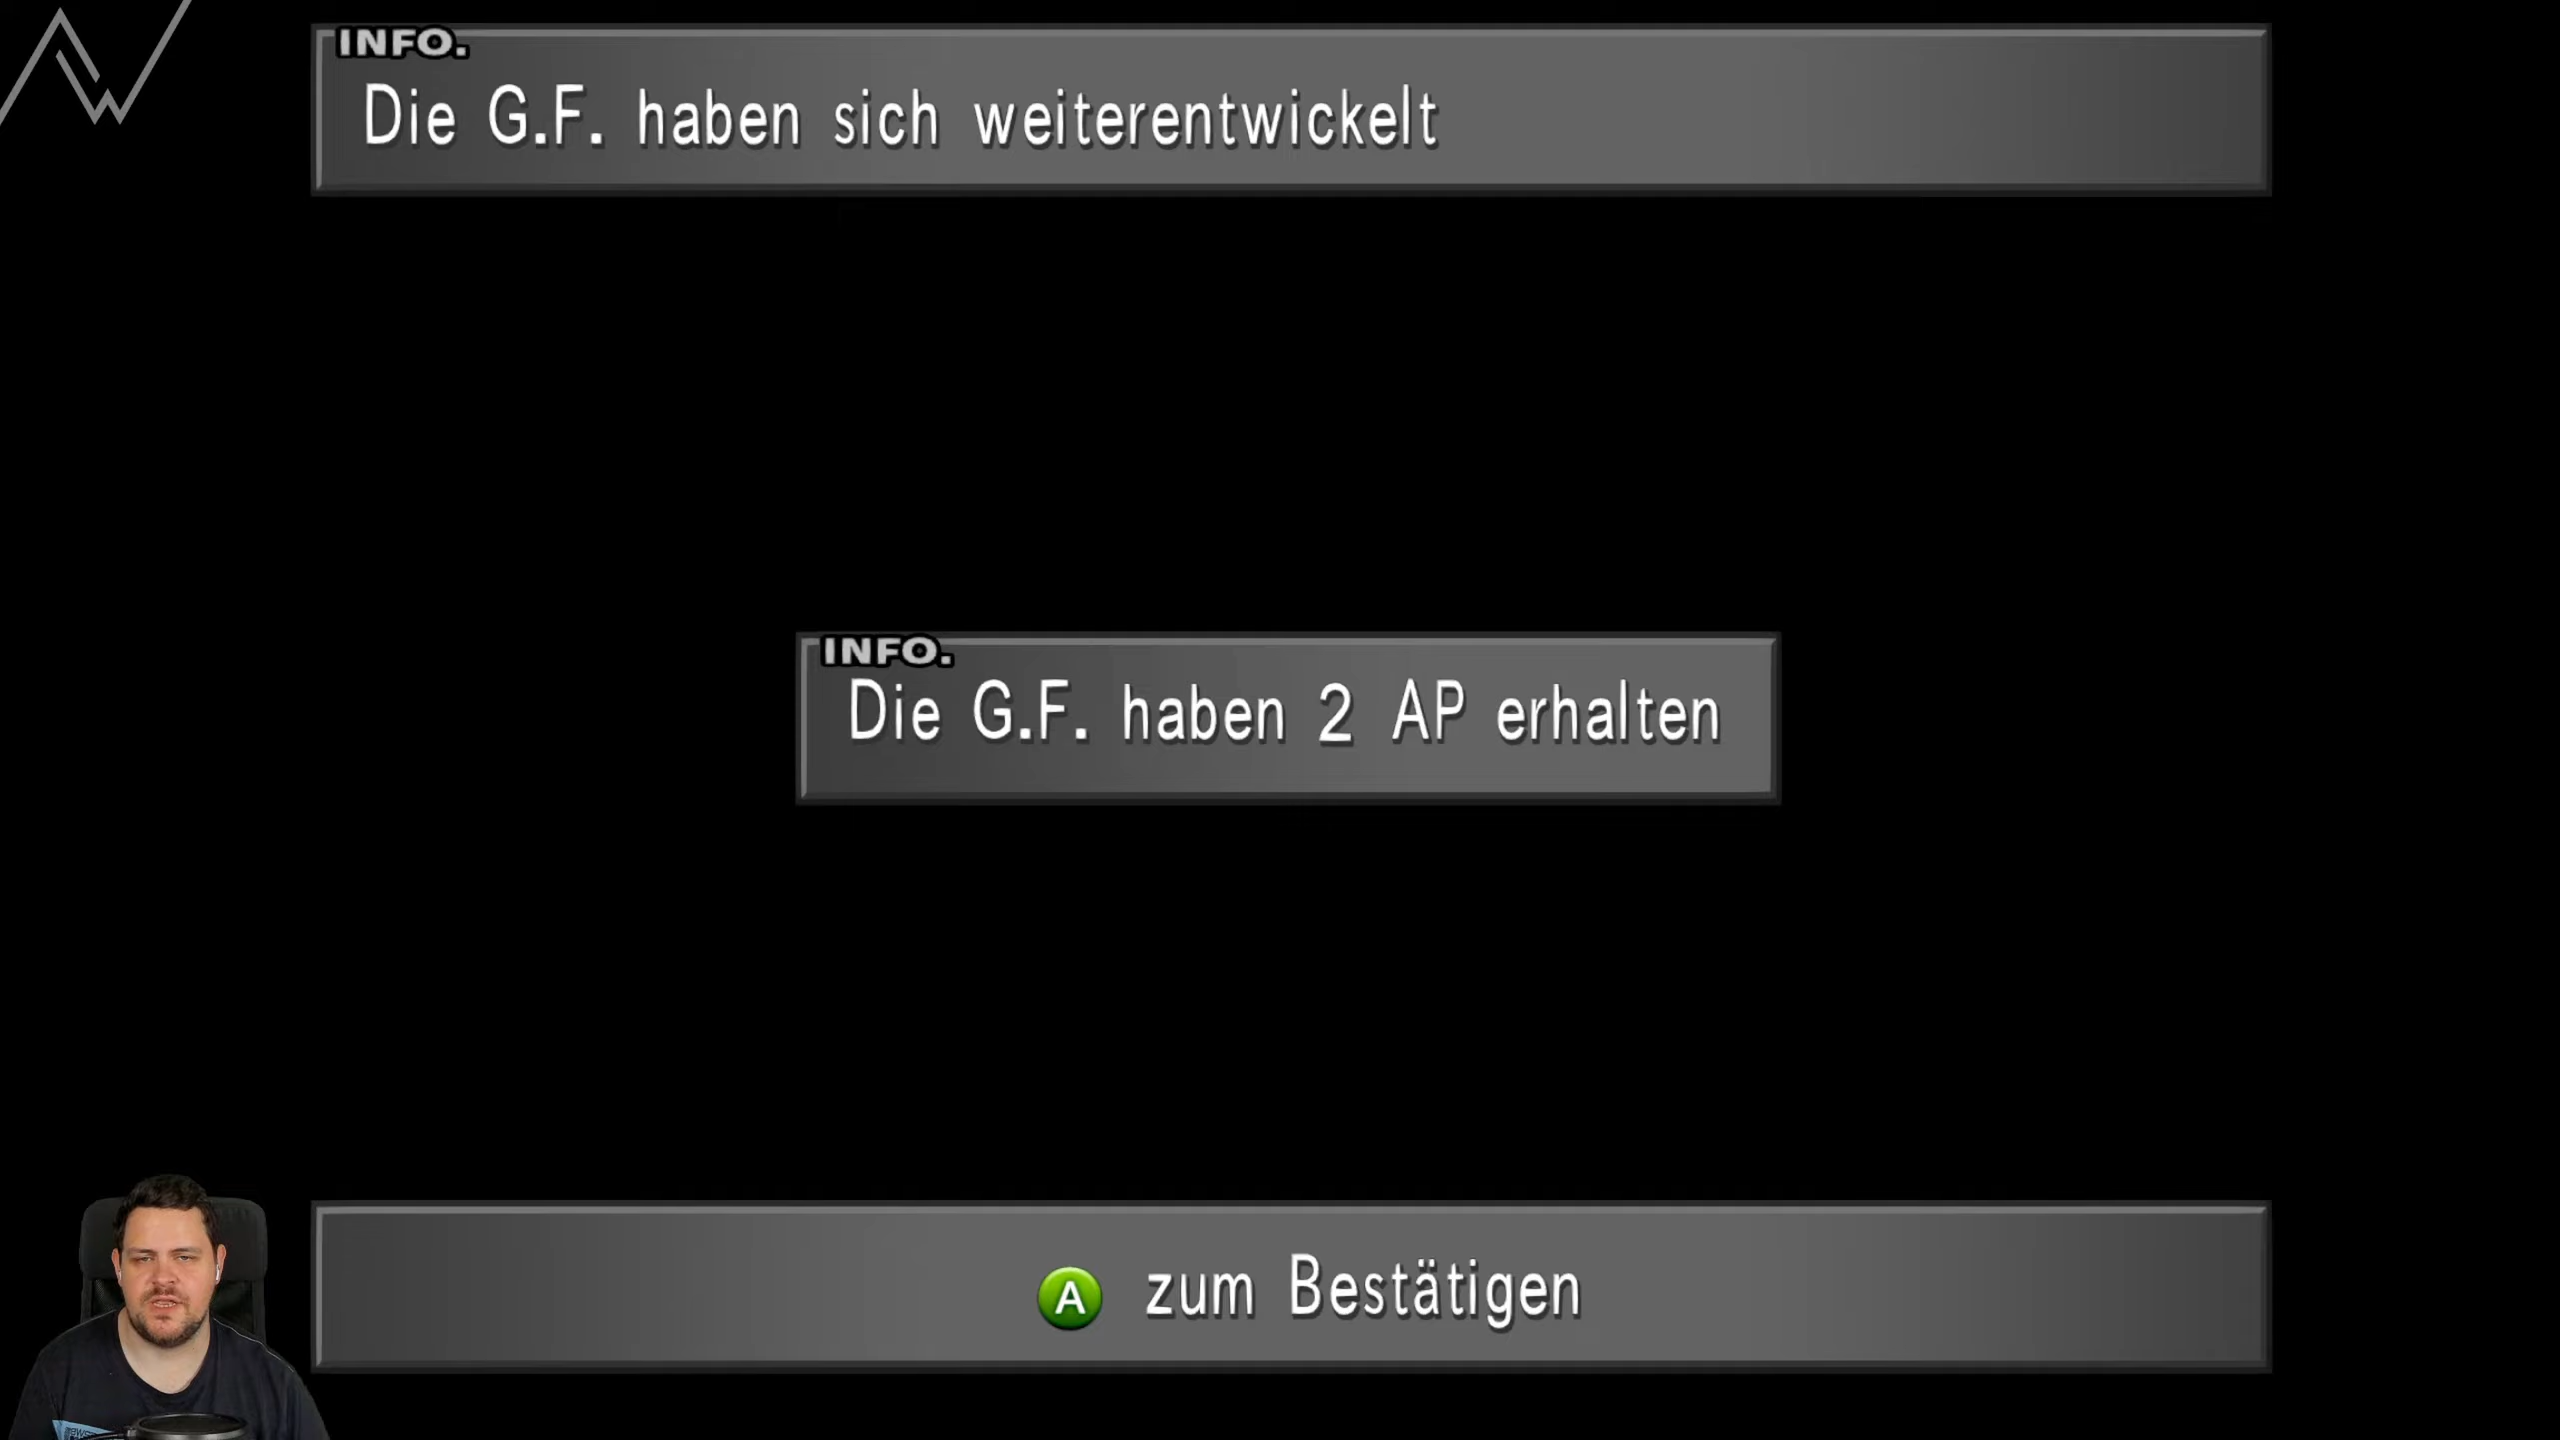 INFO.
Die G.F. haben sich weiterentwickelt
INFO.
Die G.F. haben 2 AP erhalten
A zum Bestätigen